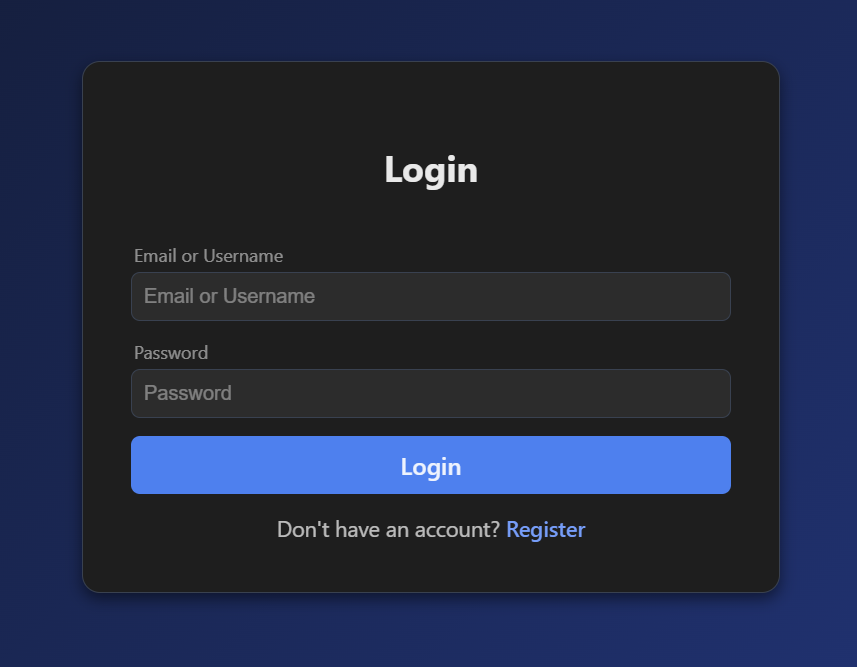 Login
Email or Username
Email or Username
Password
Password
Login
Don't have an account? Register